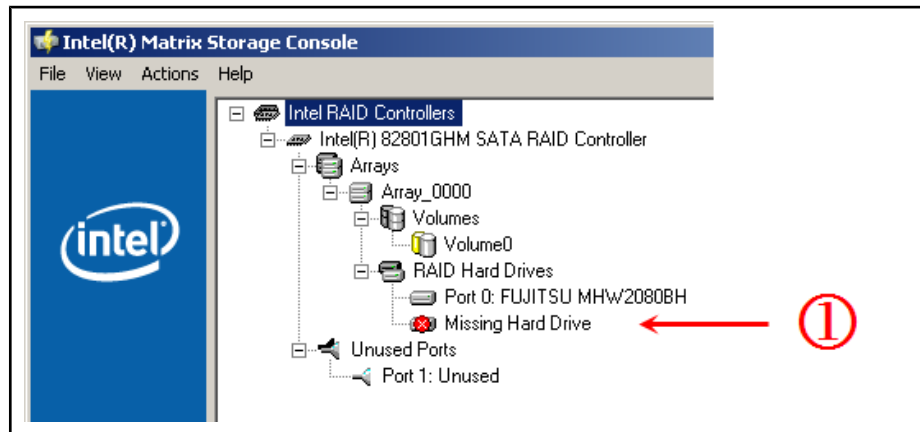 Intel(R) Matrix Storage Console
File View Actions Help
Intel RAID Controllers
Intel(R) 82801GHM SATA RAID Controller
Arrays
Array_0000
Volumes
Volume0
RAID Hard Drives
Port 0: FUJITSU MHW2080BH
Missing Hard Drive
①
Unused Ports
Port 1: Unused
intel